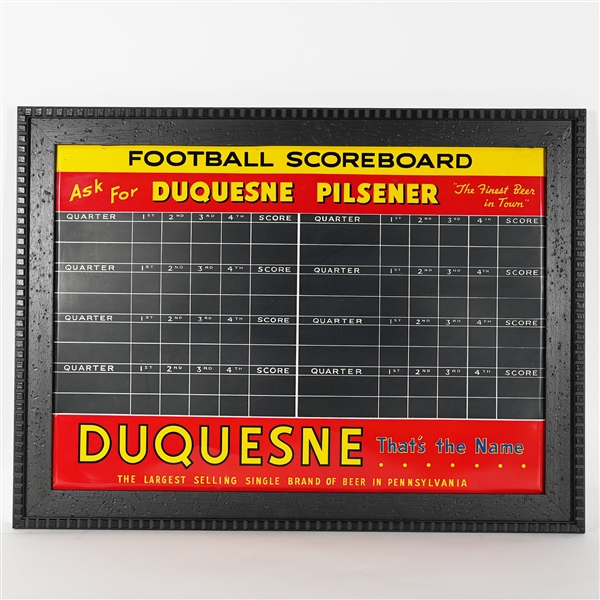 FOOTBALL SCOREBOARD
Ask For DUQUESNE PILSENER "The Finest Beer in Town"
QUARTER 1ST 2ND 3RD 4TH SCORE QUARTER 1ST 2ND 3RD 4TH SCORE
QUARTER 1ST 2ND 3RD 4TH SCORE QUARTER 1ST 2ND 3RD 4TH SCORE
QUARTER 1ST 2ND 3RD 4TH SCORE QUARTER 1ST 2ND 3RD 4TH SCORE
QUARTER 1ST 2ND 3RD 4TH SCORE QUARTER 1ST 2ND 3RD 4TH SCORE
DUQUESNE That's the Name . . . . . . .
THE LARGEST SELLING SINGLE BRAND OF BEER IN PENNSYLVANIA